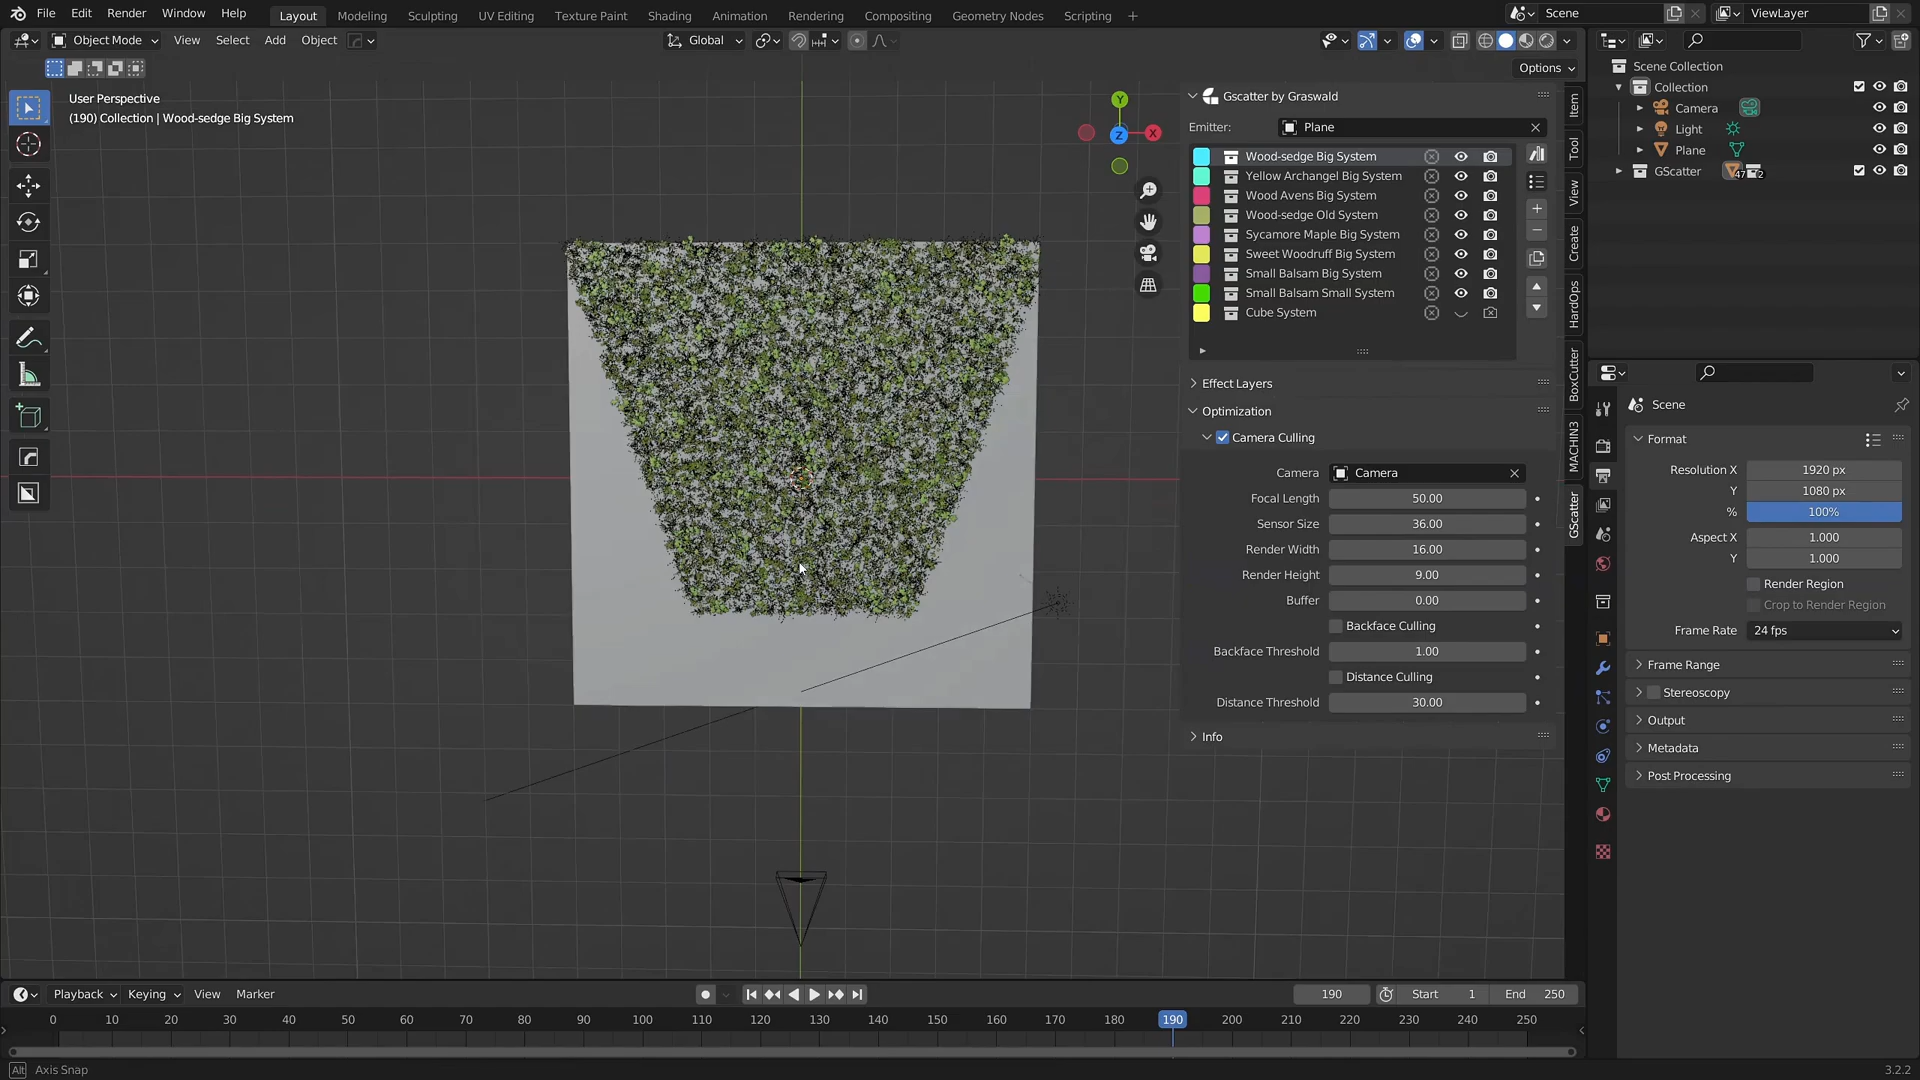 File Edit Render Window Help Layout Modeling Sculpting UV Editing Texture Paint Shading Animation Rendering Compositing Geometry Nodes Scripting + Scene ViewLayer
Object Mode View Select Add Object Global
Options
User Perspective
(190) Collection | Wood-sedge Big System
Y
X
Z
Gscatter by Graswald
Emitter: Plane
Wood-sedge Big System
Yellow Archangel Big System
Wood Avens Big System
Wood-sedge Old System
Sycamore Maple Big System
Sweet Woodruff Big System
Small Balsam Big System
Small Balsam Small System
Cube System
Effect Layers
Optimization
Camera Culling
Camera Camera
Focal Length 50.00
Sensor Size 36.00
Render Width 16.00
Render Height 9.00
Buffer 0.00
Backface Culling
Backface Threshold 1.00
Distance Culling
Distance Threshold 30.00
Info
Item
Tool
View
Create
HardOps
BoxCutter
MACHIN3
GScatter
Scene Collection
Collection
Camera
Light
Plane
GScatter 47 2
Scene
Format
Resolution X 1920 px
Y 1080 px
% 100%
Aspect X 1.000
Y 1.000
Render Region
Crop to Render Region
Frame Rate 24 fps
Frame Range
Stereoscopy
Output
Metadata
Post Processing
Playback Keying View Marker 190 Start 1 End 250
0 10 20 30 40 50 60 70 80 90 100 110 120 130 140 150 160 170 180 190 200 210 220 230 240 250
Alt Axis Snap 3.2.2